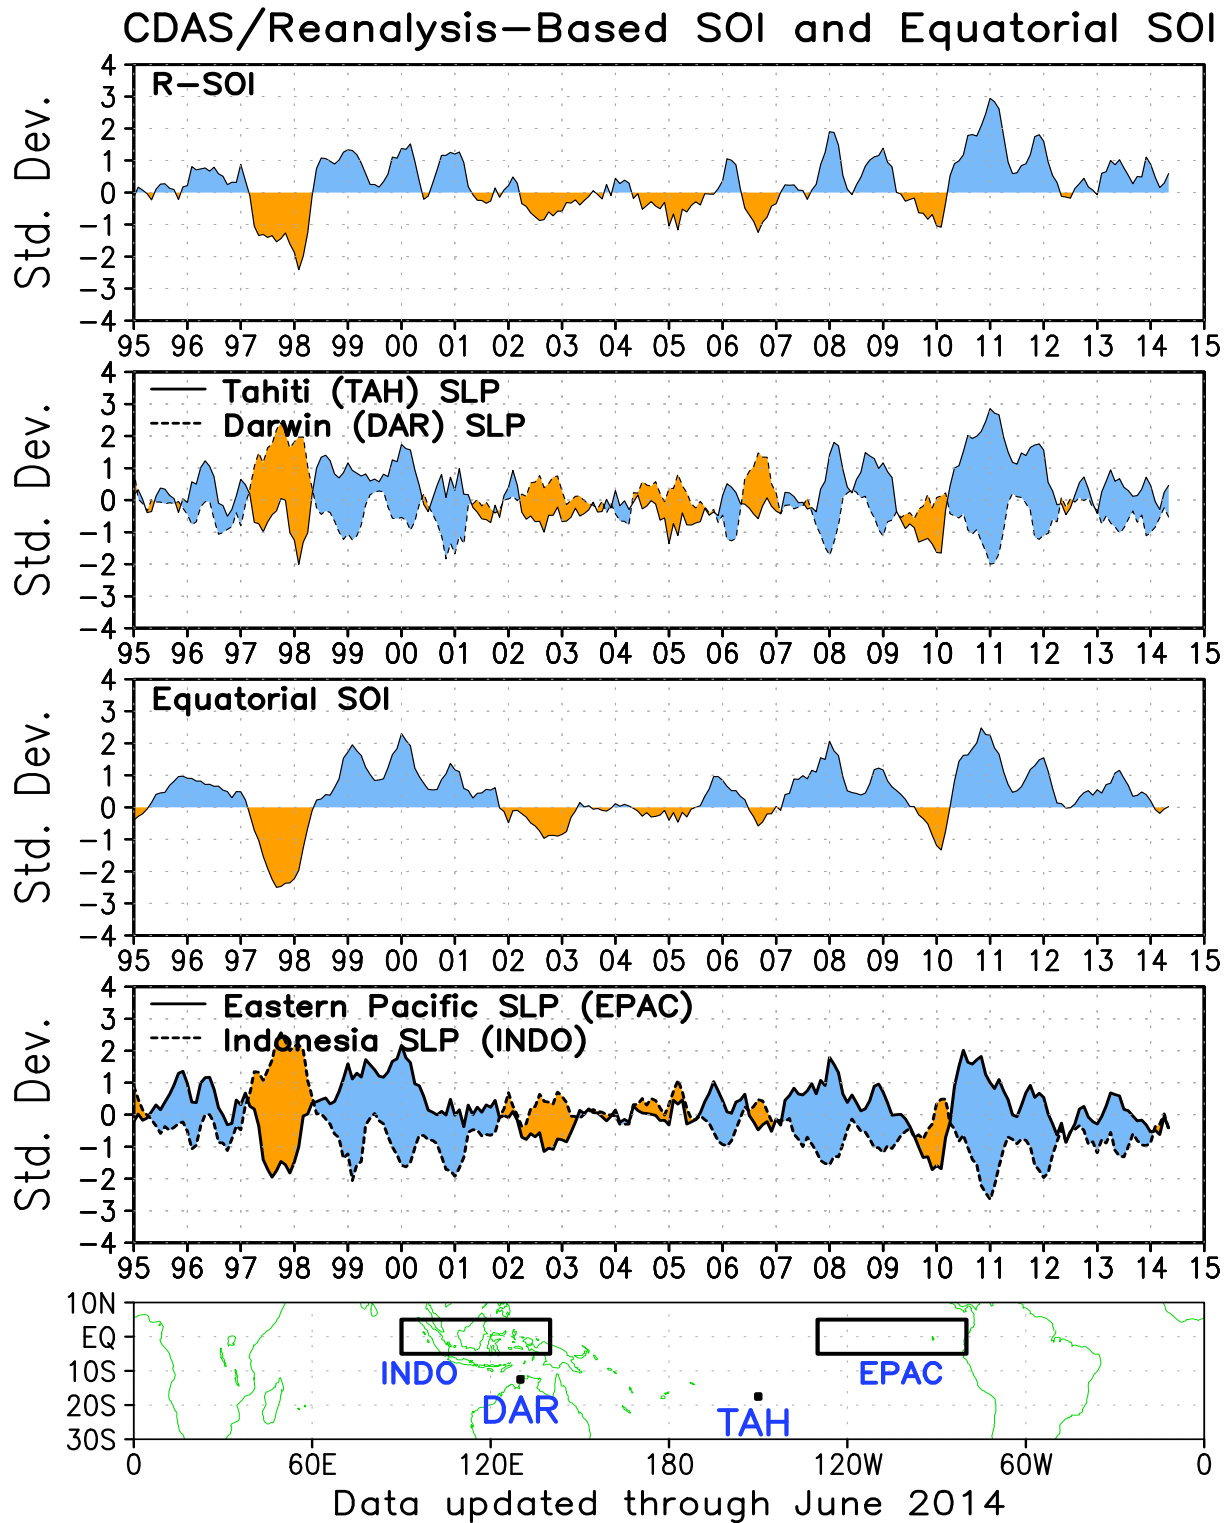 CDAS/Reanalysis-Based SOI and Equatorial SOI
R-SOI
Std. Dev.
4
3
2
1
0
-1
-2
-3
-4
95 96 97 98 99 00 01 02 03 04 05 06 07 08 09 10 11 12 13 14 15
Tahiti (TAH) SLP
Darwin (DAR) SLP
Std. Dev.
4
3
2
1
0
-1
-2
-3
-4
95 96 97 98 99 00 01 02 03 04 05 06 07 08 09 10 11 12 13 14 15
Equatorial SOI
Std. Dev.
4
3
2
1
0
-1
-2
-3
-4
95 96 97 98 99 00 01 02 03 04 05 06 07 08 09 10 11 12 13 14 15
Eastern Pacific SLP (EPAC)
Indonesia SLP (INDO)
Std. Dev.
4
3
2
1
0
-1
-2
-3
-4
95 96 97 98 99 00 01 02 03 04 05 06 07 08 09 10 11 12 13 14 15
10N
EQ
10S
20S
30S
INDO
EPAC
DAR
TAH
0 60E 120E 180 120W 60W 0
Data updated through June 2014